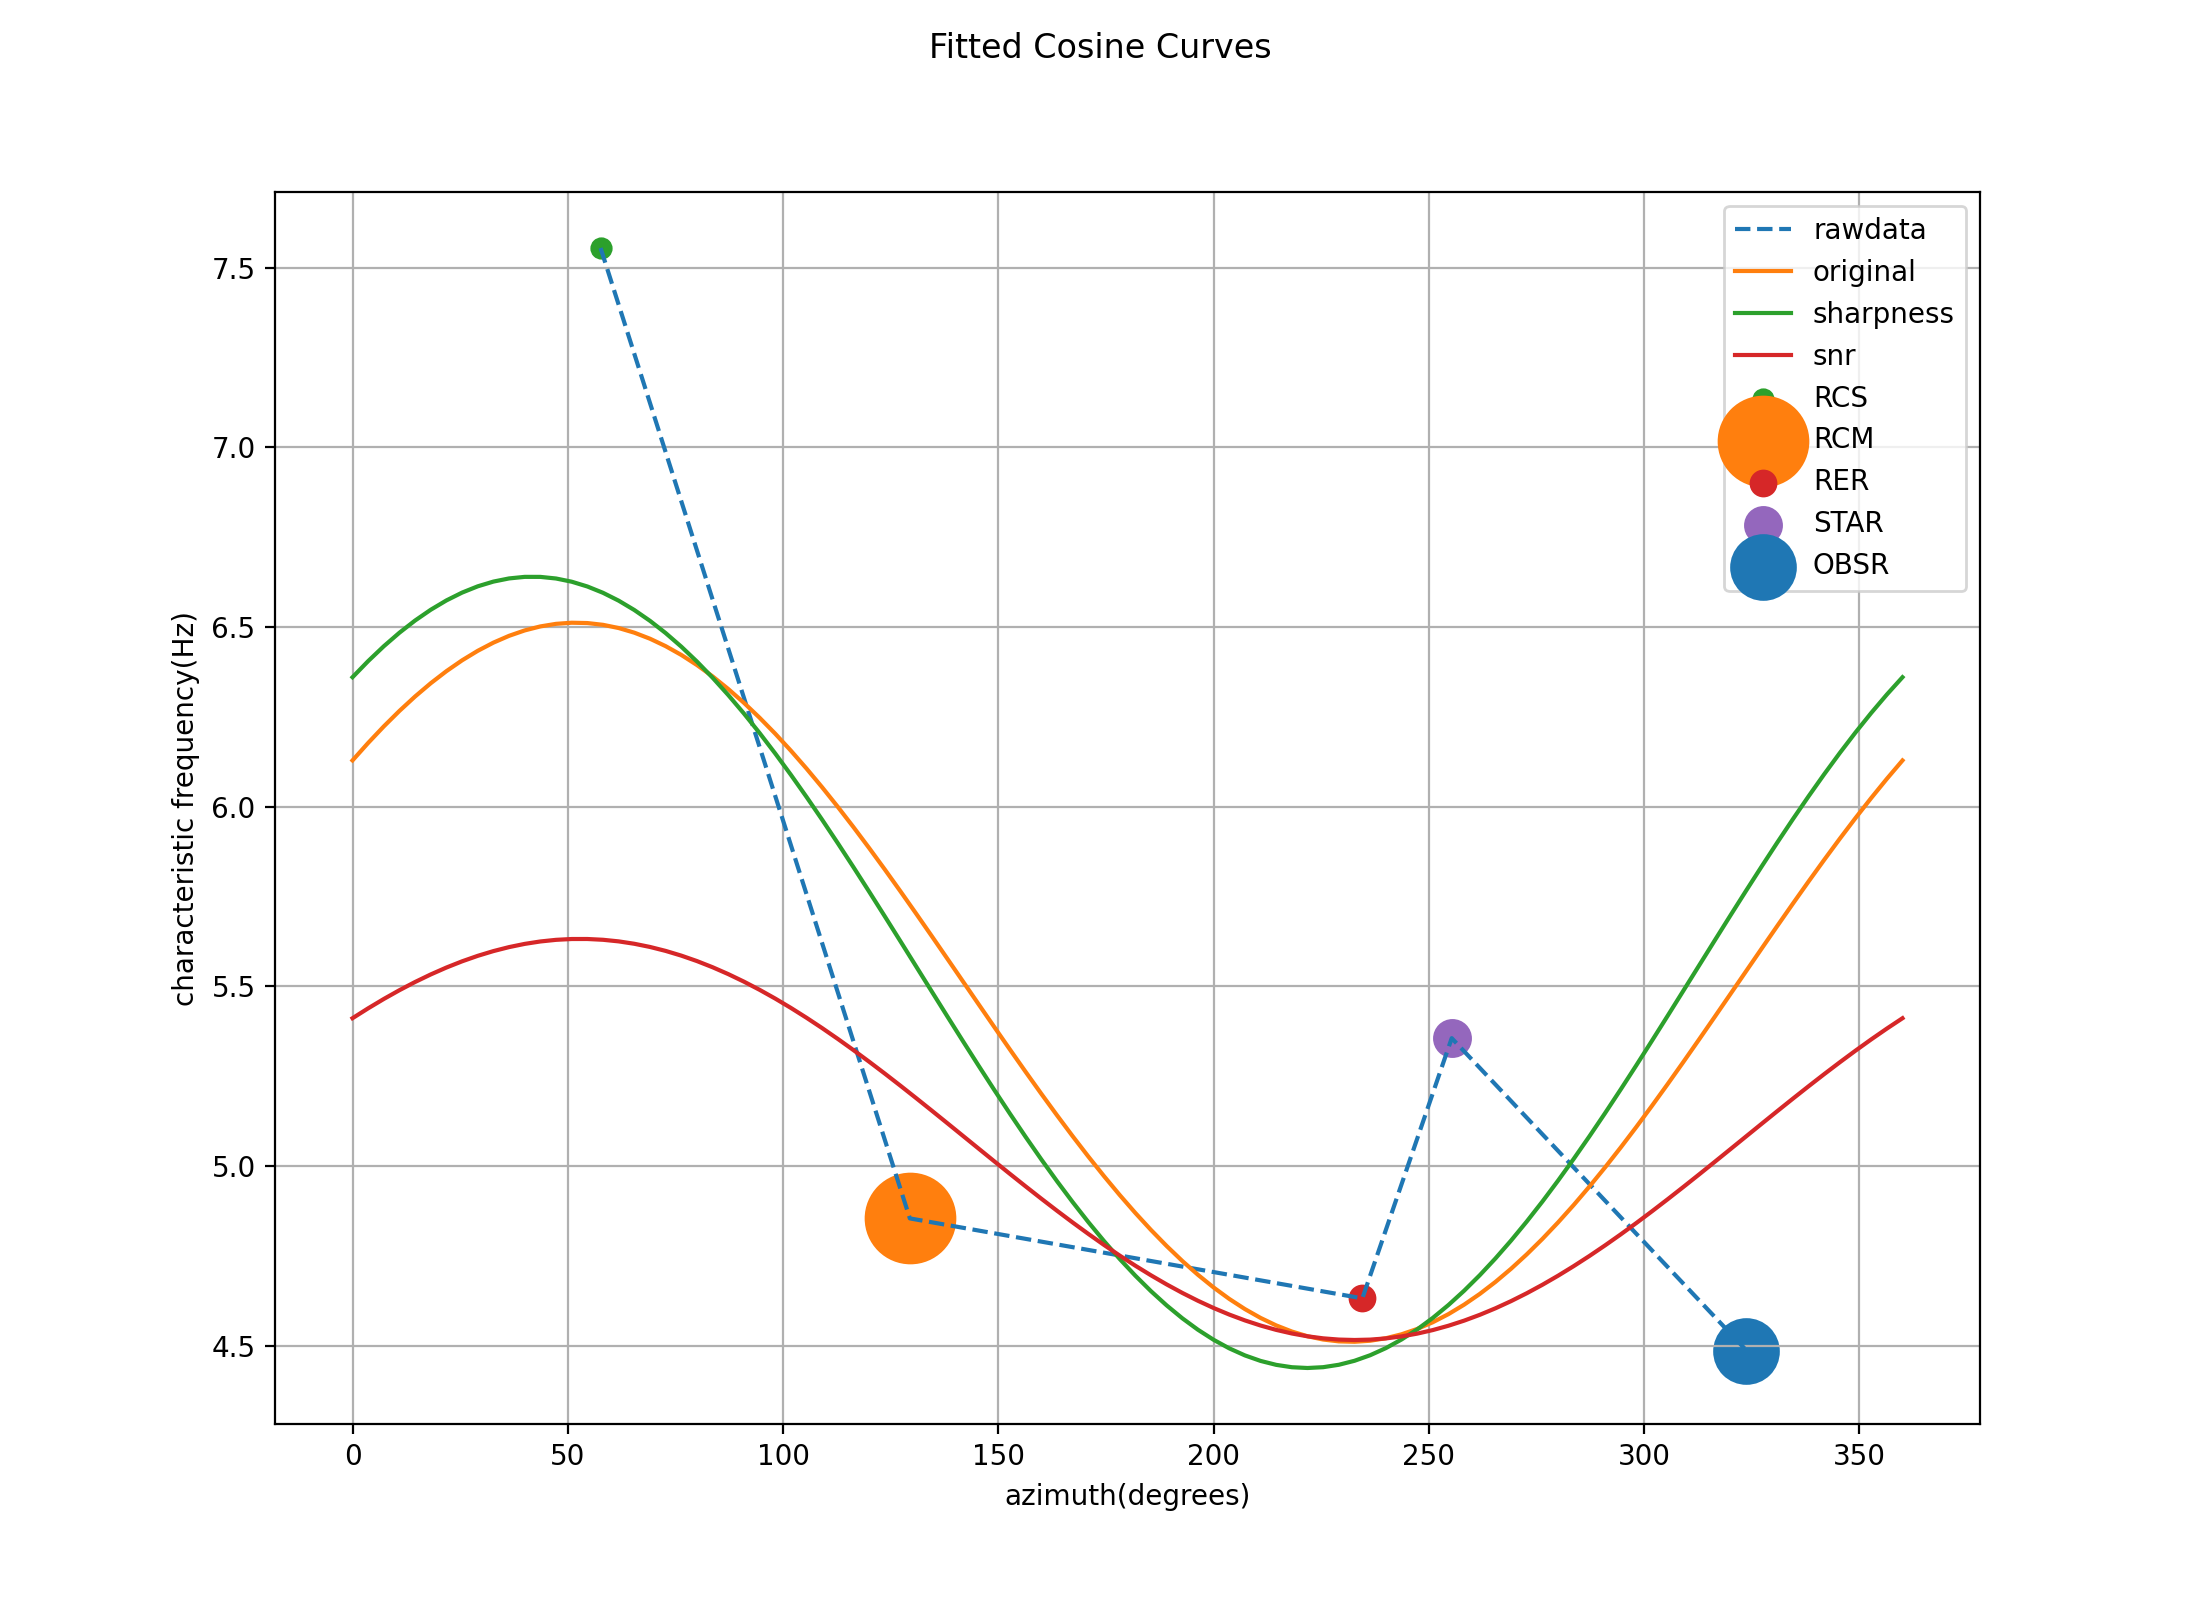 Fitted Cosine Curves
characteristic frequency(Hz)
7.5
7.0
6.5
6.0
5.5
5.0
4.5
rawdata
original
sharpness
snr
RCS
RCM
RER
STAR
OBSR
0 50 100 150 200 250 300 350
azimuth(degrees)